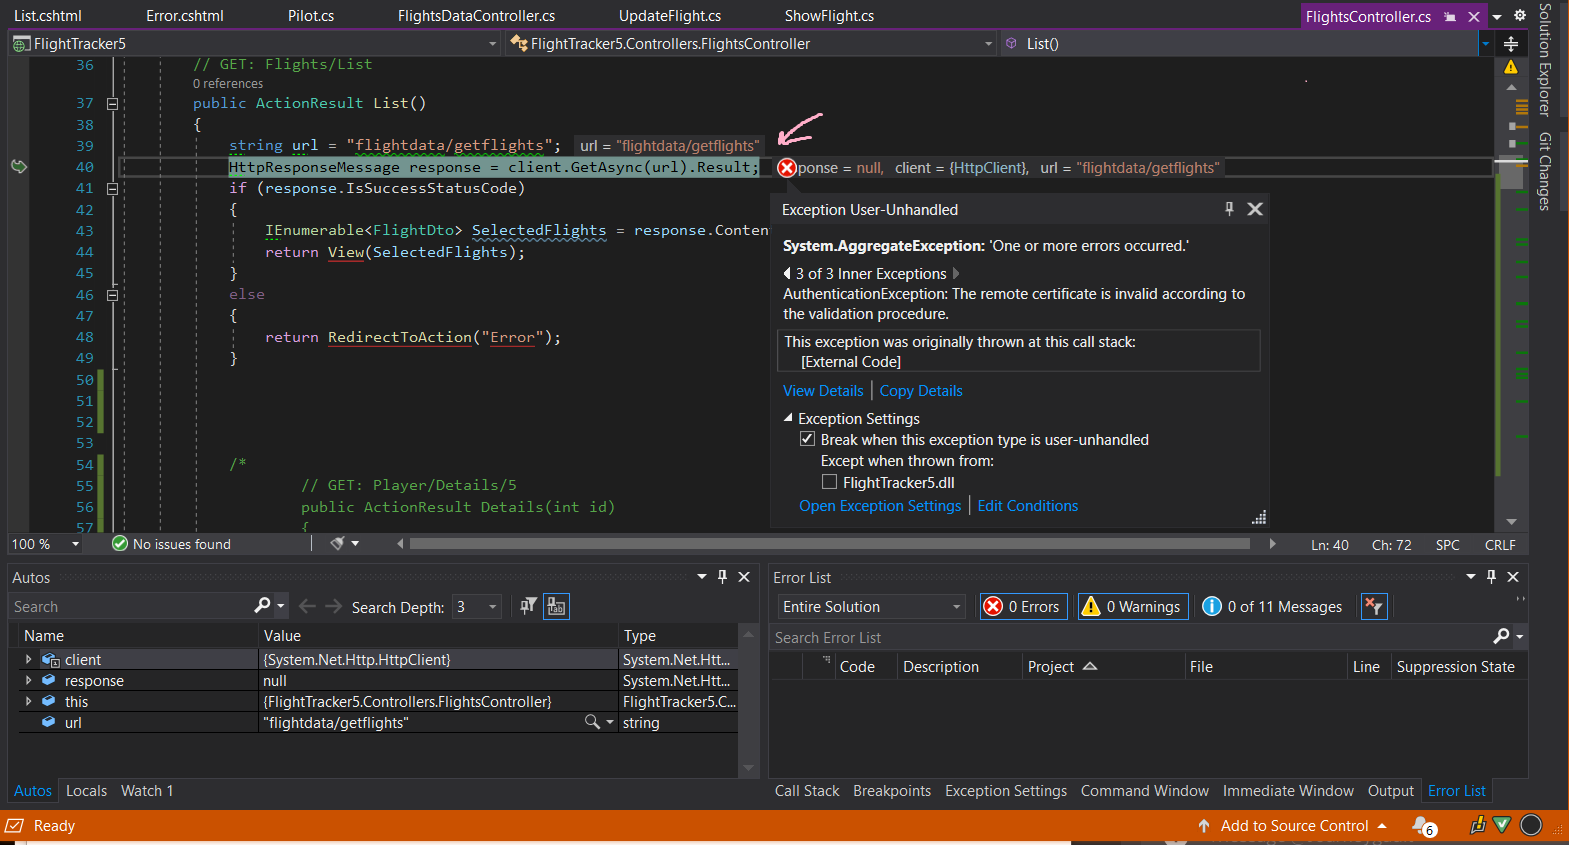 List.cshtml Error.cshtml Pilot.cs FlightsDataController.cs UpdateFlight.cs ShowFlight.cs FlightsController.cs
FlightTracker5 FlightTracker5.Controllers.FlightsController List()
36 // GET: Flights/List
0 references
37 public ActionResult List()
38 {
39 string url = "flightdata/getflights"; url = "flightdata/getflights"
40 HttpResponseMessage response = client.GetAsync(url).Result; ponse = null, client = {HttpClient}, url = "flightdata/getflights"
41 if (response.IsSuccessStatusCode)
42 {
43 IEnumerable<FlightDto> SelectedFlights = response.Content
44 return View(SelectedFlights);
45 }
46 else
47 {
48 return RedirectToAction("Error");
49 }
50
51
52
53
54 /*
55 // GET: Player/Details/5
56 public ActionResult Details(int id)
57 {
Exception User-Unhandled
System.AggregateException: 'One or more errors occurred.'
3 of 3 Inner Exceptions
AuthenticationException: The remote certificate is invalid according to
the validation procedure.
This exception was originally thrown at this call stack:
[External Code]
View Details Copy Details
Exception Settings
Break when this exception type is user-unhandled
Except when thrown from:
FlightTracker5.dll
Open Exception Settings Edit Conditions
Solution Explorer
Git Changes
100 % No issues found Ln: 40 Ch: 72 SPC CRLF
Autos
Search Search Depth: 3
Name Value Type
client {System.Net.Http.HttpClient} System.Net.Htt...
response null System.Net.Htt...
this {FlightTracker5.Controllers.FlightsController} FlightTracker5.C...
url "flightdata/getflights" string
Autos Locals Watch 1
Error List
Entire Solution 0 Errors 0 Warnings 0 of 11 Messages
Search Error List
Code Description Project File Line Suppression State
Call Stack Breakpoints Exception Settings Command Window Immediate Window Output Error List
Ready Add to Source Control 6